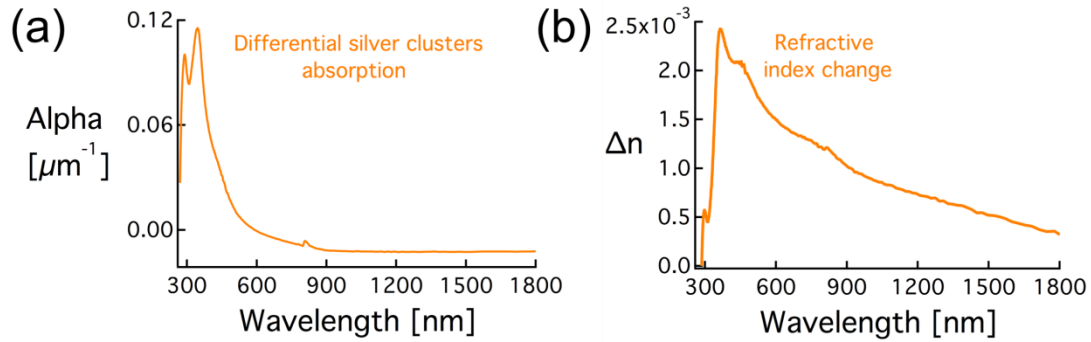 (a)
Differential silver clusters
absorption
Alpha
[µm⁻¹]
0.12
0.06
0.00
300 600 900 1200 1500 1800
Wavelength [nm]
(b)
Refractive
index change
Δn
2.5x10⁻³
2.0
1.5
1.0
0.5
0.0
300 600 900 1200 1500 1800
Wavelength [nm]